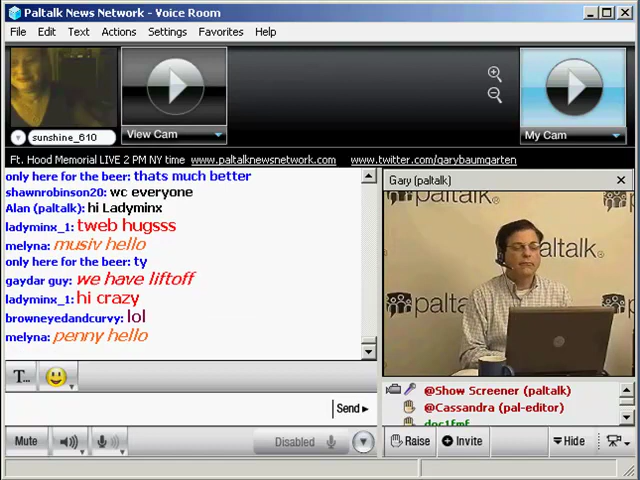 Paltalk News Network - Voice Room
File Edit Text Actions Settings Favorites Help
sunshine_610
View Cam
My Cam
Ft. Hood Memorial LIVE 2 PM NY time www.paltalknewsnetwork.com www.twitter.com/garybaumgarten
only here for the beer: thats much better
shawnrobinson20: wc everyone
Alan (paltalk): hi Ladyminx
ladyminx_1: tweb hugsss
melyna: musiv hello
only here for the beer: ty
gaydar guy: we have liftoff
ladyminx_1: hi crazy
browneyedandcurvy: lol
melyna: penny hello
Gary (paltalk)
paltalk
paltalk
paltalk
T...
Send
@Show Screener (paltalk)
@Cassandra (pal-editor)
doc1fmf
Mute
Disabled
Raise
Invite
Hide